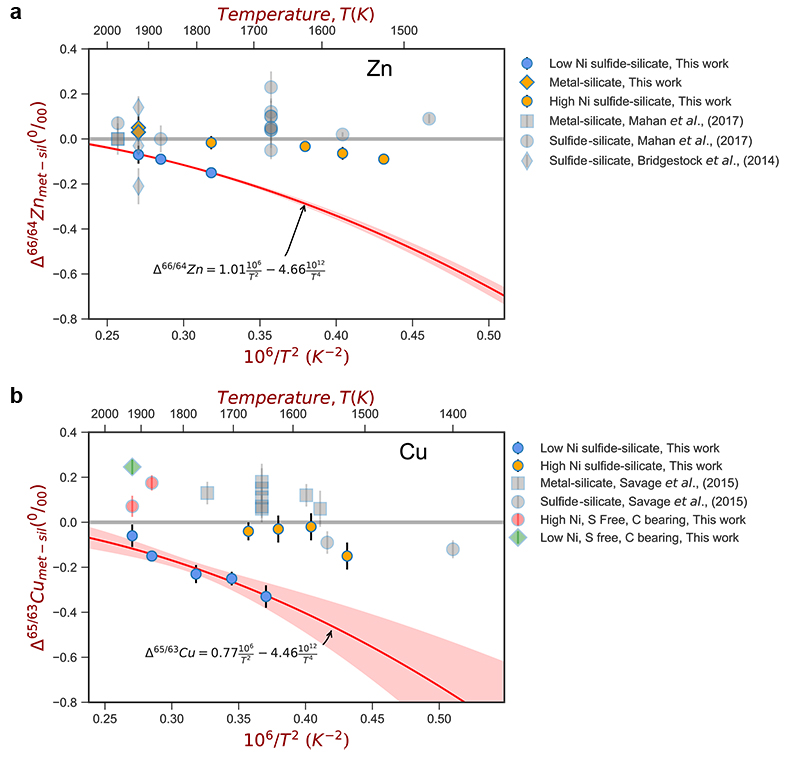 a
Temperature, T(K)
2000 1900 1800 1700 1600 1500
0.4
0.2
0.0
−0.2
−0.4
−0.6
−0.8
Δ66/64Znmet−sil(0/00)
Zn
Δ66/64Zn = 1.01 10^6/T^2 − 4.66 10^12/T^4
0.25 0.30 0.35 0.40 0.45 0.50
10^6/T^2 (K^−2)
Low Ni sulfide-silicate, This work
Metal-silicate, This work
High Ni sulfide-silicate, This work
Metal-silicate, Mahan et al., (2017)
Sulfide-silicate, Mahan et al., (2017)
Sulfide-silicate, Bridgestock et al., (2014)
b
Temperature, T(K)
2000 1900 1800 1700 1600 1500 1400
0.4
0.2
0.0
−0.2
−0.4
−0.6
−0.8
Δ65/63Cumet−sil(0/00)
Cu
Δ65/63Cu = 0.77 10^6/T^2 − 4.46 10^12/T^4
0.25 0.30 0.35 0.40 0.45 0.50
10^6/T^2 (K^−2)
Low Ni sulfide-silicate, This work
High Ni sulfide-silicate, This work
Metal-silicate, Savage et al., (2015)
Sulfide-silicate, Savage et al., (2015)
High Ni, S Free, C bearing, This work
Low Ni, S free, C bearing, This work